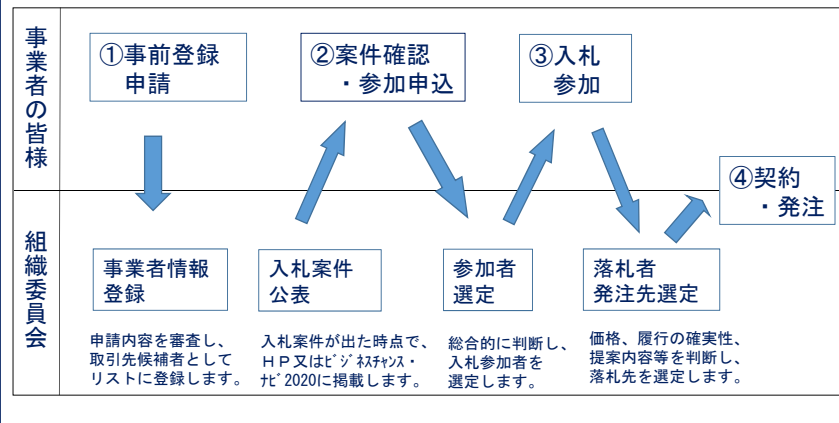 事業者の皆様
①事前登録
申請
②案件確認
・参加申込
③入札
参加
④契約
・発注
組織委員会
事業者情報
登録
申請内容を審査し、
取引先候補者として
リストに登録します。
入札案件
公表
入札案件が出た時点で、
ＨＰ又はﾋﾞｼﾞﾈｽﾁｬﾝｽ・
ﾅﾋﾞ2020に掲載します。
参加者
選定
総合的に判断し、
入札参加者を
選定します。
落札者
発注先選定
価格、履行の確実性、
提案内容等を判断し、
落札先を選定します。